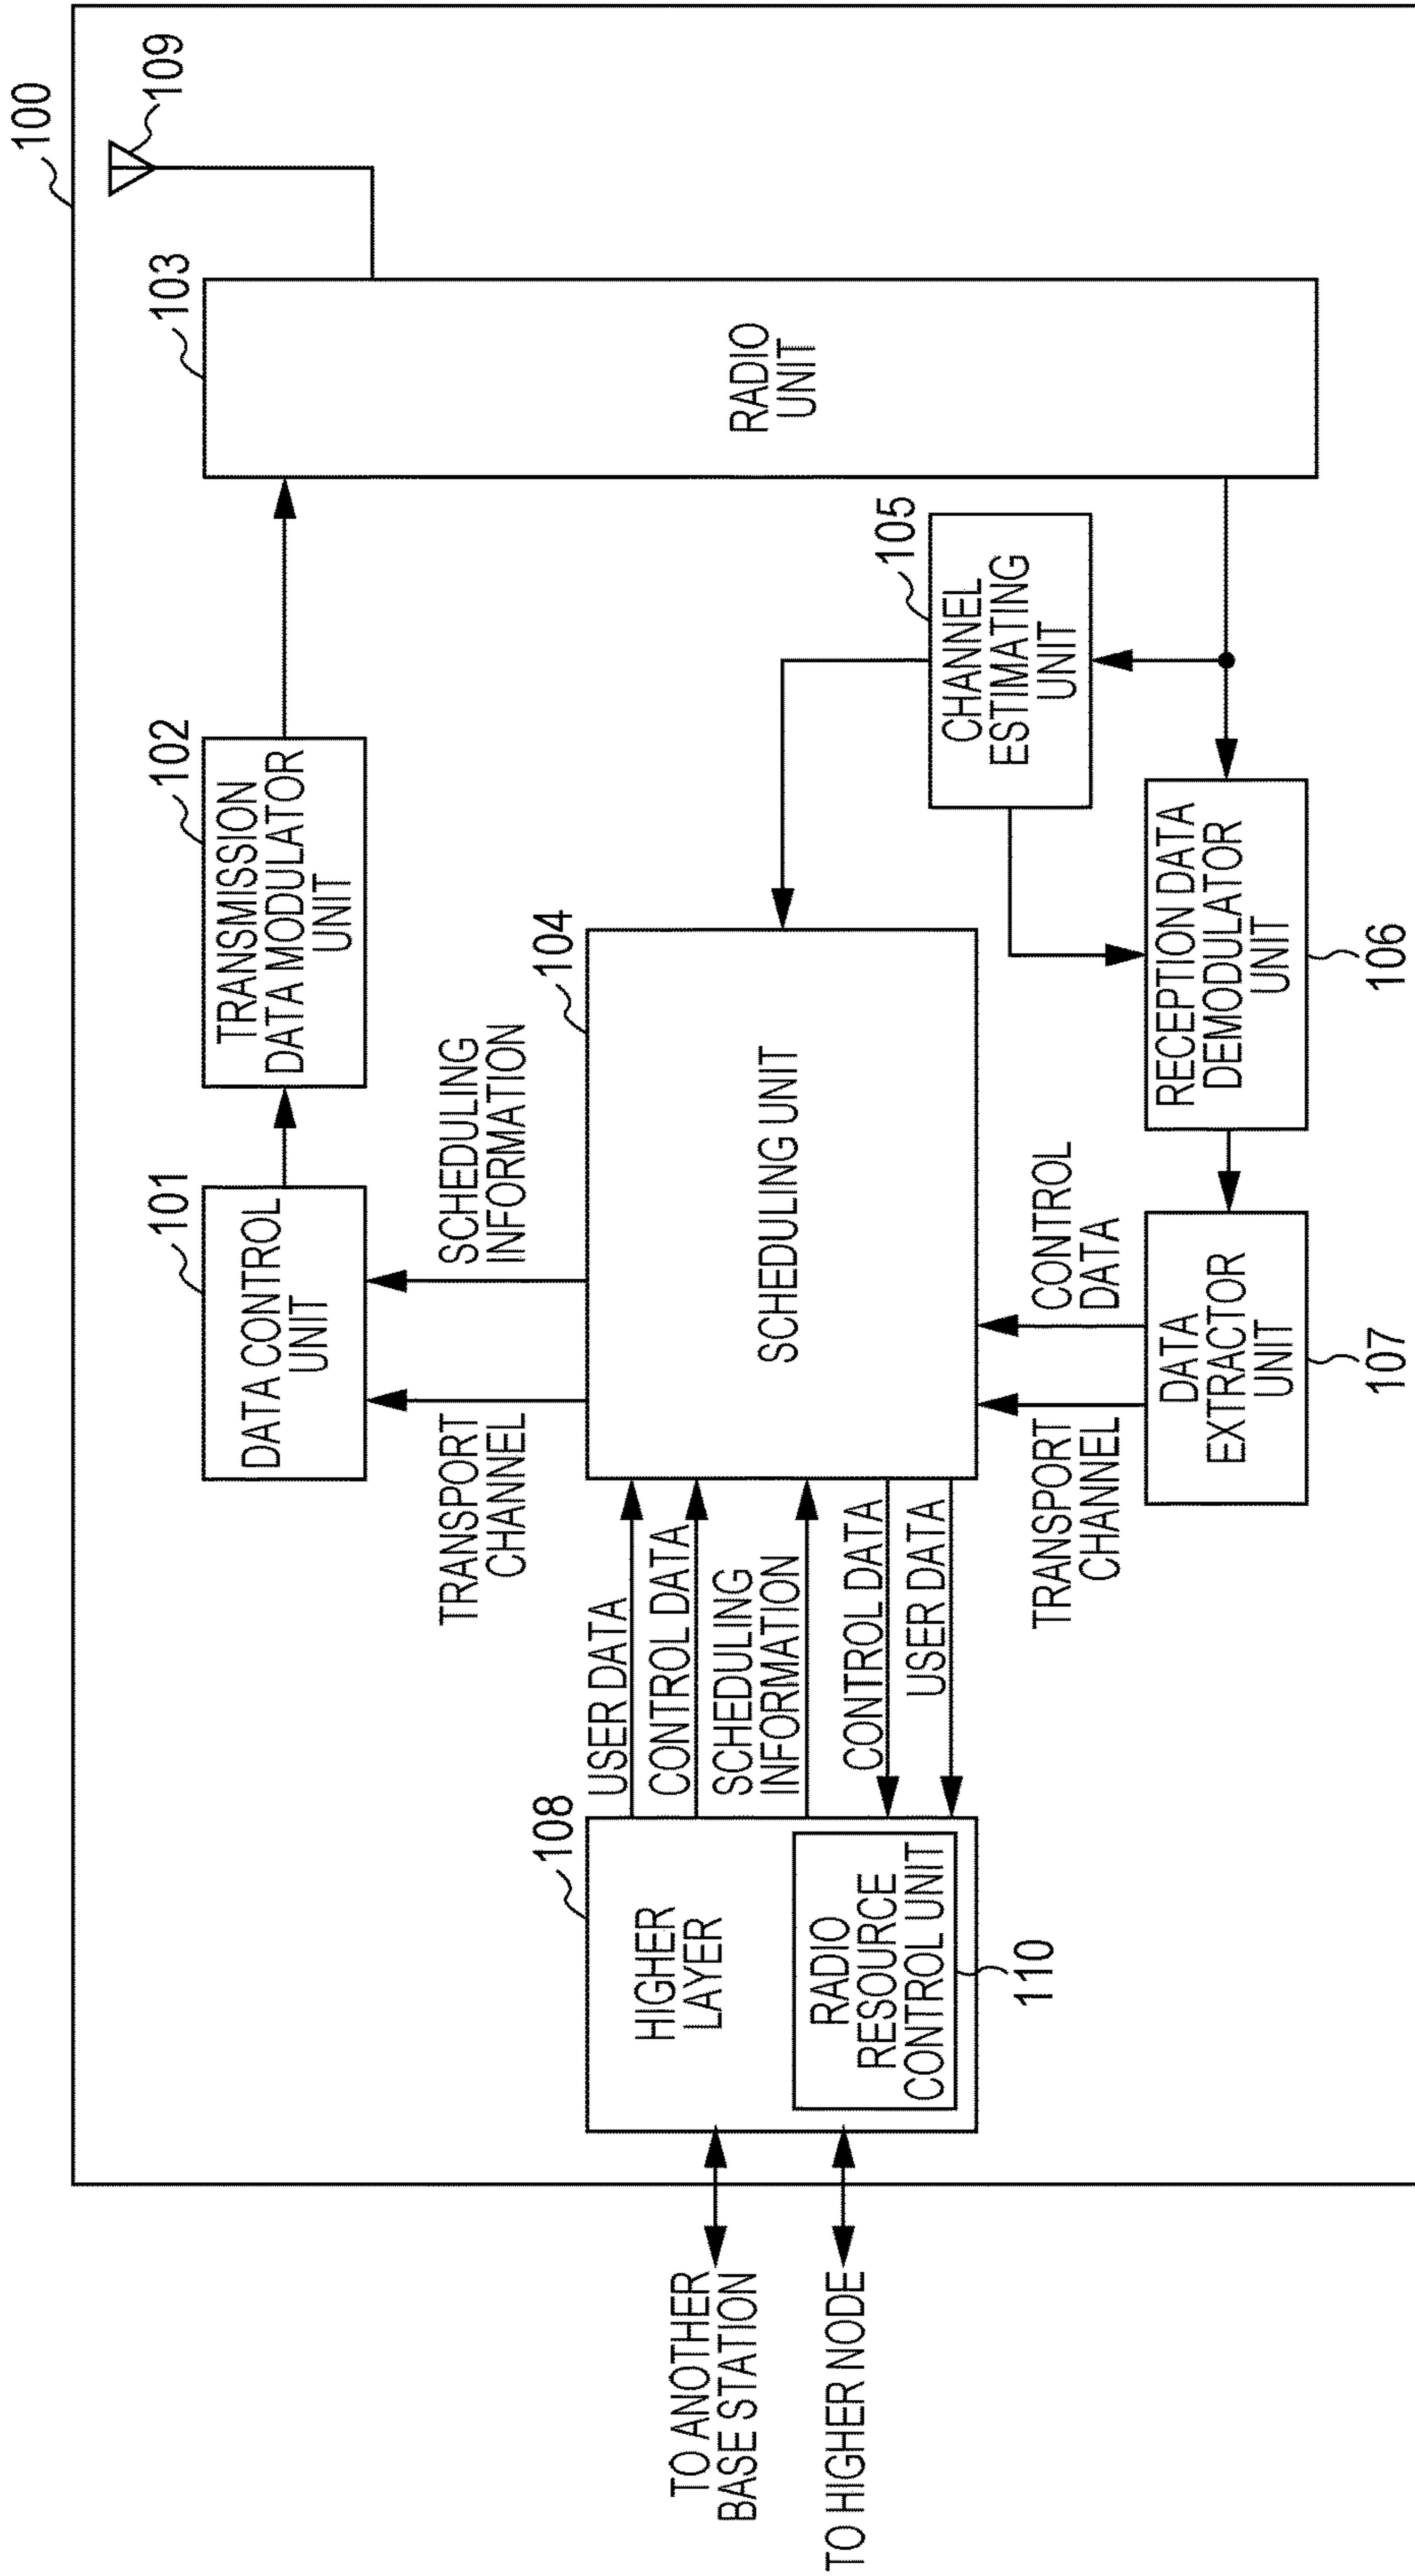 100
109
103
RADIO
UNIT
102
TRANSMISSION
DATA MODULATOR
UNIT
101
DATA CONTROL
UNIT
105
CHANNEL
ESTIMATING
UNIT
SCHEDULING
INFORMATION
TRANSPORT
CHANNEL
104
SCHEDULING UNIT
RECEPTION DATA
DEMODULATOR
UNIT
106
CONTROL
DATA
TRANSPORT
CHANNEL
DATA
EXTRACTOR
UNIT
107
USER DATA
CONTROL DATA
SCHEDULING
INFORMATION
CONTROL DATA
USER DATA
108
HIGHER
LAYER
RADIO
RESOURCE
CONTROL UNIT
110
TO ANOTHER
BASE STATION
TO HIGHER NODE